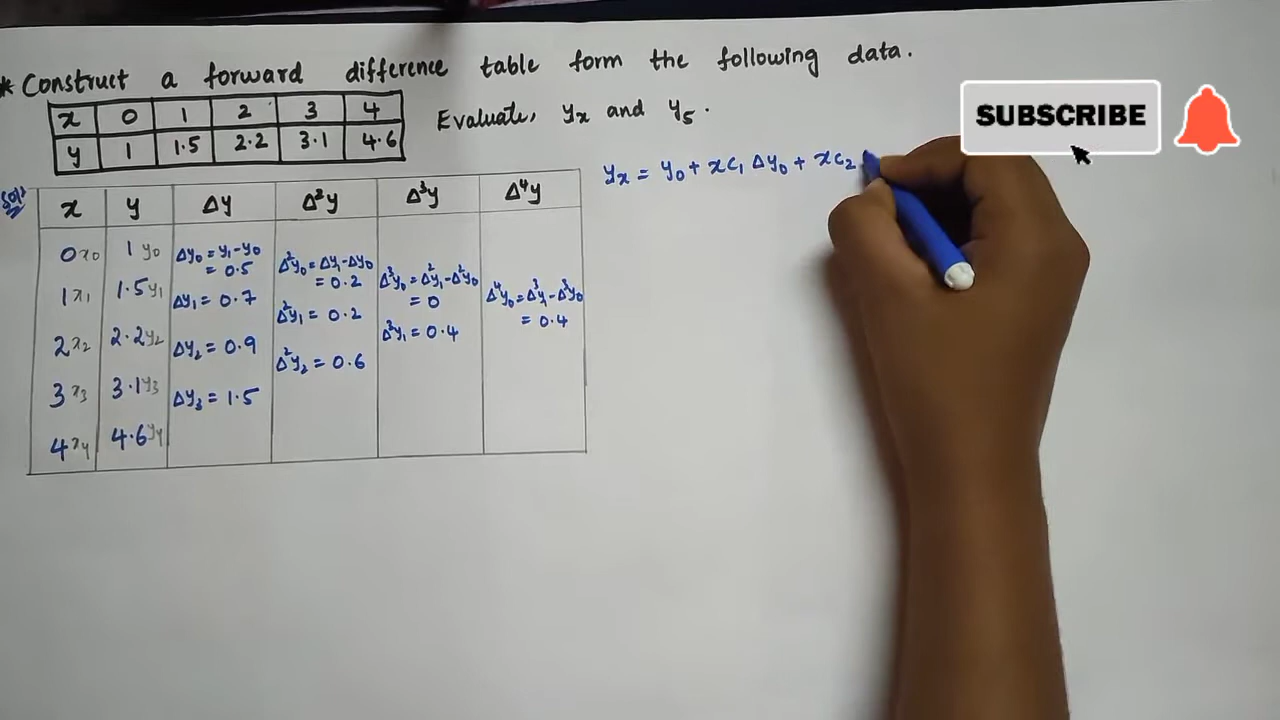 * Construct a forward difference table form the following data.
x 0 1 2 3 4
y 1 1.5 2.2 3.1 4.6
Evaluate, yₓ and y₅.
SUBSCRIBE
yₓ = y₀ + xc₁ Δy₀ + xc₂
Sol:
x y Δy Δ²y Δ³y Δ⁴y
0 x₀ 1 y₀ Δy₀ = y₁-y₀ Δ²y₀ = Δy₁-Δy₀ Δ³y₀ = Δ²y₁-Δ²y₀ Δ⁴y₀ = Δ³y₁-Δ³y₀
= 0.5 = 0.2 = 0 = 0.4
1 x₁ 1.5 y₁ Δy₁ = 0.7 Δ²y₁ = 0.2 Δ³y₁ = 0.4
2 x₂ 2.2 y₂ Δy₂ = 0.9 Δ²y₂ = 0.6
3 x₃ 3.1 y₃ Δy₃ = 1.5
4 x₄ 4.6 y₄